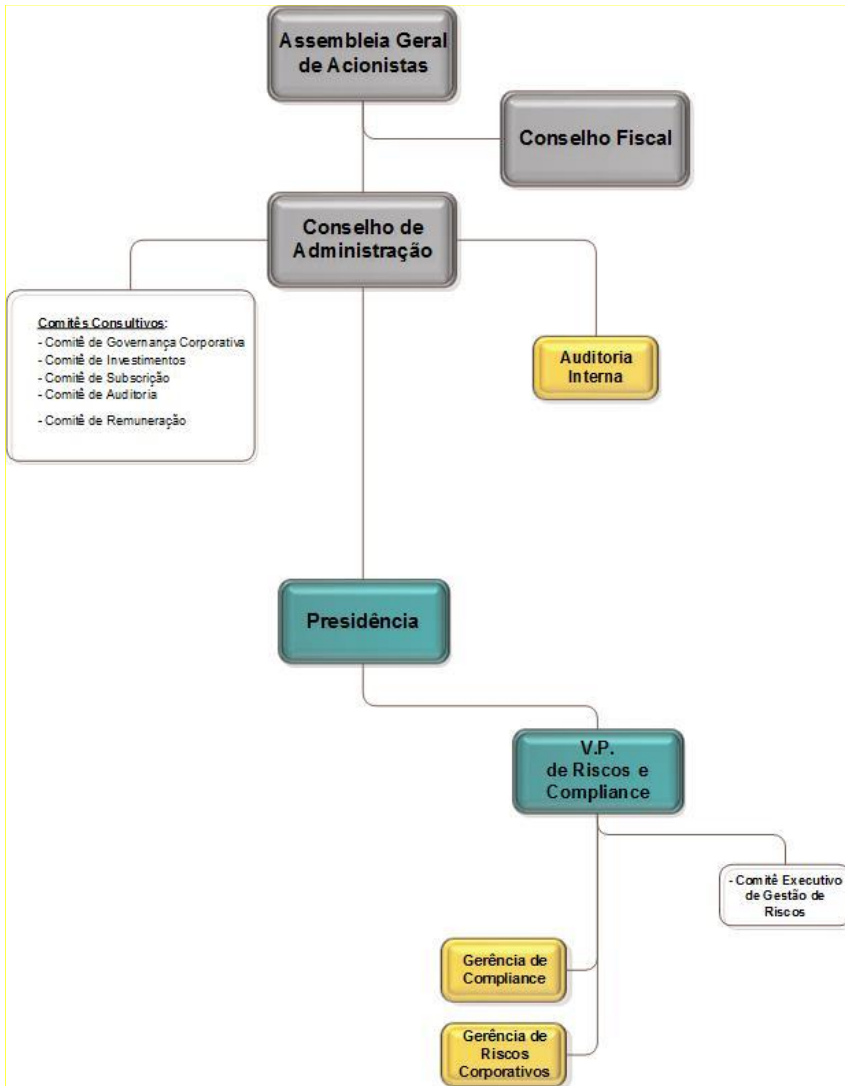 Assembleia Geral
de Acionistas
Conselho Fiscal
Conselho de
Administração
Comitês Consultivos:
- Comitê de Governança Corporativa
- Comitê de Investimentos
- Comitê de Subscrição
- Comitê de Auditoria
- Comitê de Remuneração
Auditoria
Interna
Presidência
V.P.
de Riscos e
Compliance
- Comitê Executivo
de Gestão de
Riscos
Gerência de
Compliance
Gerência de
Riscos
Corporativos